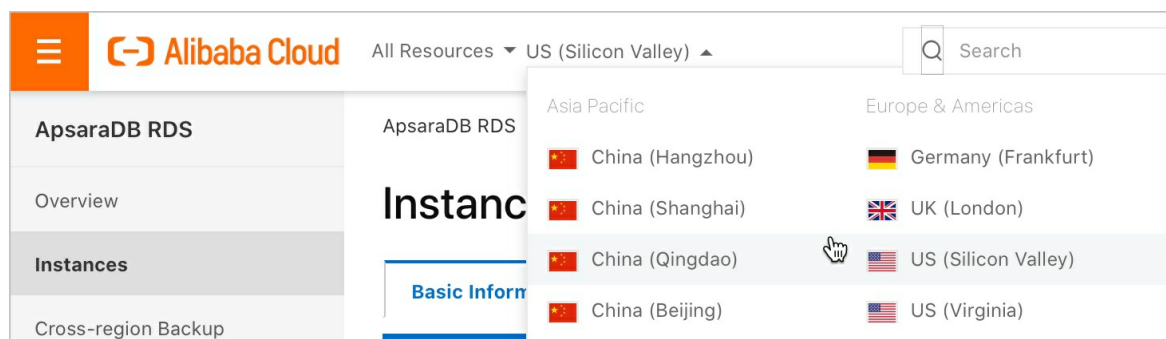 Alibaba Cloud
All Resources
US (Silicon Valley)
Search
ApsaraDB RDS
Overview
Instances
Cross-region Backup
ApsaraDB RDS
Instanc
Basic Inforn
Asia Pacific
China (Hangzhou)
China (Shanghai)
China (Qingdao)
China (Beijing)
Europe & Americas
Germany (Frankfurt)
UK (London)
US (Silicon Valley)
US (Virginia)